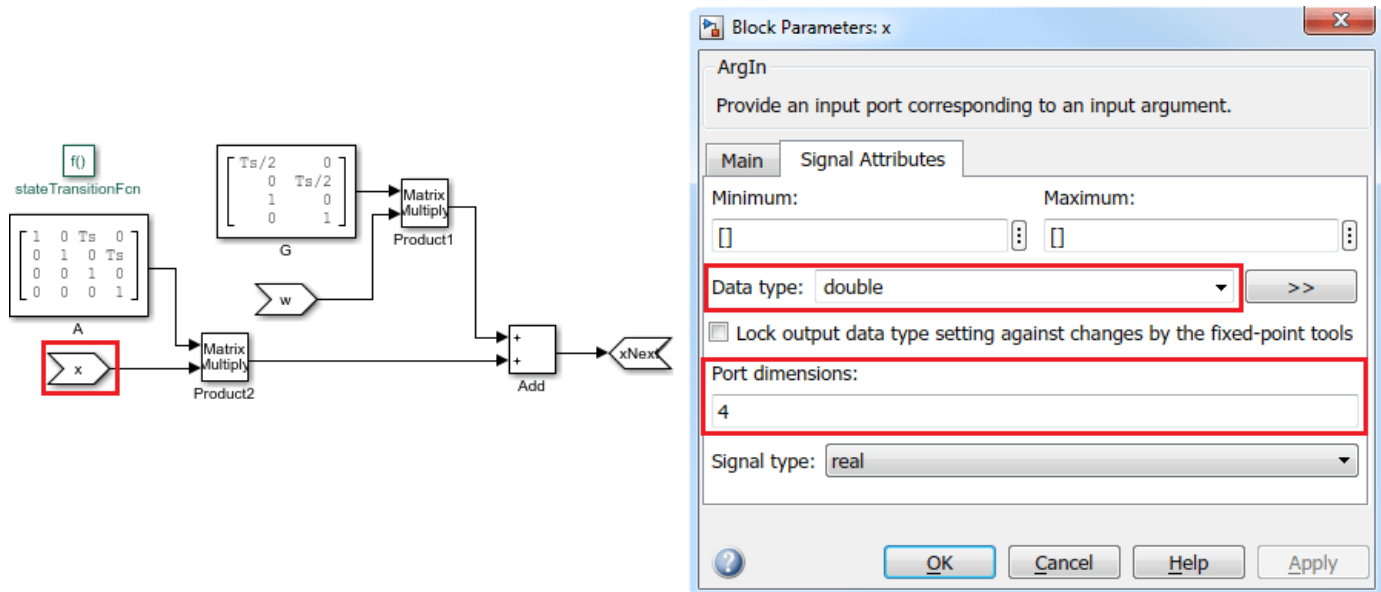 f()
stateTransitionFcn
Ts/2 0
0 Ts/2
1 0
0 1
G
Matrix
Multiply
Product1
1 0 Ts 0
0 1 0 Ts
0 0 1 0
0 0 0 1
A
w
x
Matrix
Multiply
Product2
+
+
Add
xNext
Block Parameters: x
ArgIn
Provide an input port corresponding to an input argument.
Main Signal Attributes
Minimum: Maximum:
[] []
Data type: double >>
Lock output data type setting against changes by the fixed-point tools
Port dimensions:
4
Signal type: real
? OK Cancel Help Apply